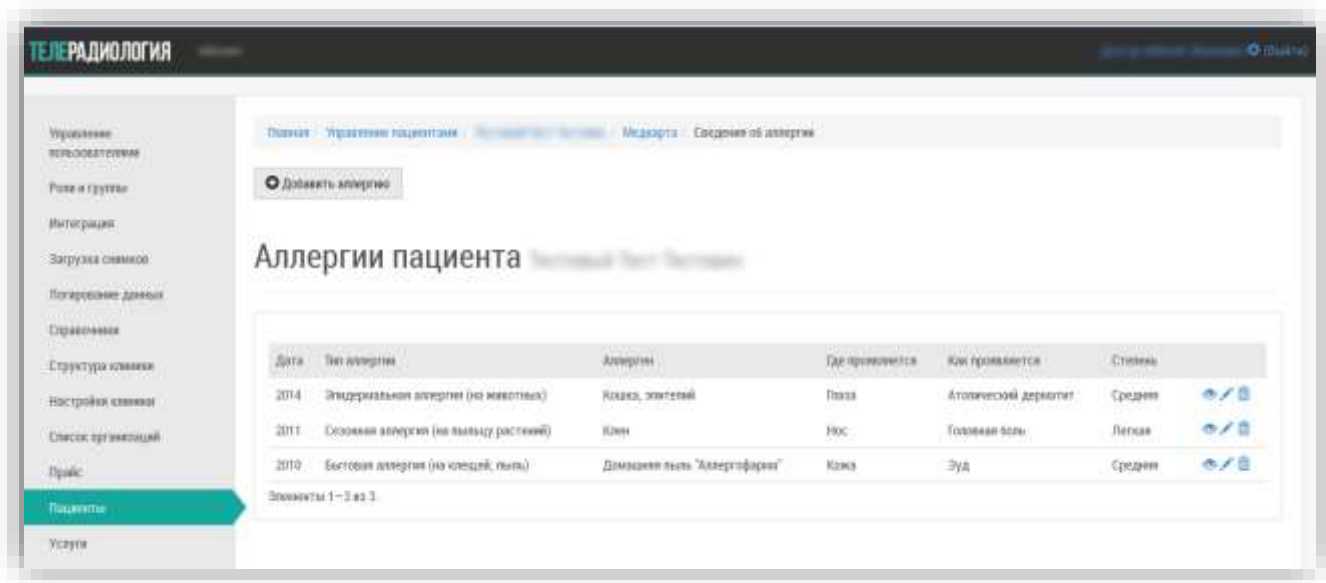 ТЕЛЕРАДИОЛОГИЯ
(Выйти)
Управление
пользователями
Роли и группы
Интеграция
Загрузка снимков
Логирование данных
Справочники
Структура клиники
Настройки клиники
Список организаций
Прайс
Пациенты
Услуги
Главная / Управление пациентами / / Медкарта / Сведения об аллергии
Добавить аллергию
Аллергии пациента
Дата Тип аллергии Аллерген Где проявляется Как проявляется Степень
2014 Эпидермальная аллергия (на животных) Кошка, эпителий Глаза Атопический дерматит Средняя
2011 Сезонная аллергия (на пыльцу растений) Клен Нос Головная боль Легкая
2010 Бытовая аллергия (на клещей, пыль) Домашняя пыль "Аллергофарма" Кожа Зуд Средняя
Элементы 1—3 из 3.